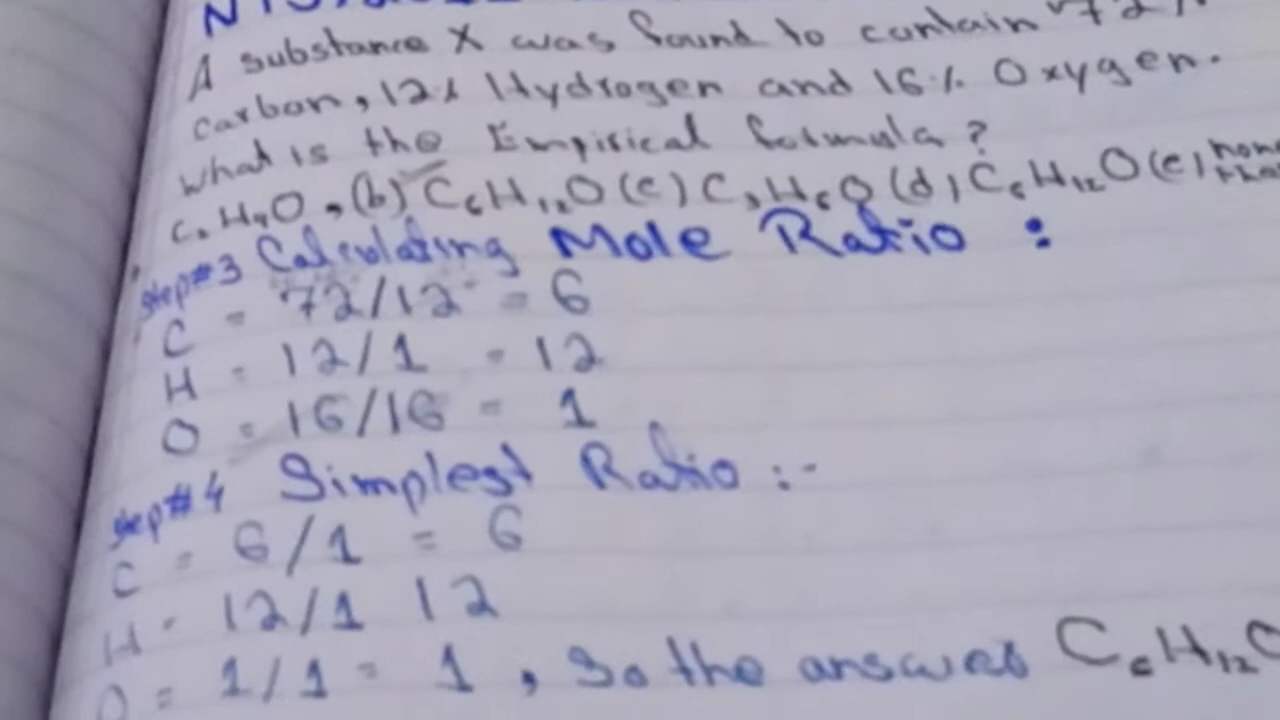 A substance X was found to contain 72%
Carbon, 12% Hydrogen and 16% Oxygen.
What is the Empirical formula?
(b) C₆H₁₂O (c) C₃H₆O (d) C₆H₁₂O (e) none
Step#3 Calculating Mole Ratio :
C = 72/12 = 6
H = 12/1 = 12
O = 16/16 = 1
Step#4 Simplest Ratio :-
C = 6/1 = 6
H = 12/1 12
O = 1/1 = 1, So the answer C₆H₁₂O